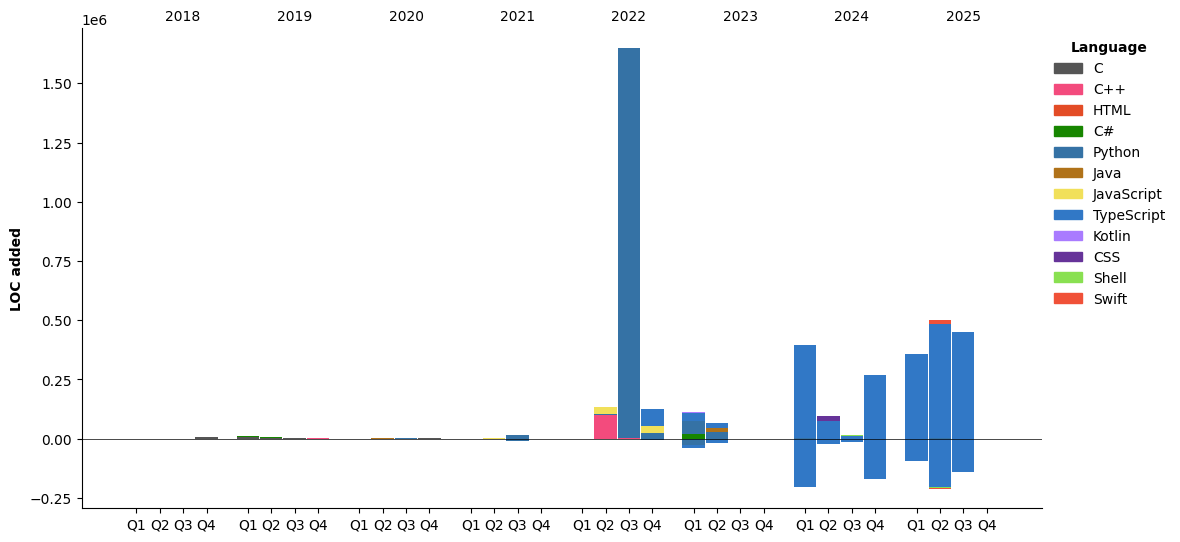 2018 2019 2020 2021 2022 2023 2024 2025
1e6
1.50
1.25
1.00
0.75
0.50
0.25
0.00
−0.25
LOC added
Q1 Q2 Q3 Q4 Q1 Q2 Q3 Q4 Q1 Q2 Q3 Q4 Q1 Q2 Q3 Q4 Q1 Q2 Q3 Q4 Q1 Q2 Q3 Q4 Q1 Q2 Q3 Q4 Q1 Q2 Q3 Q4
Language
C
C++
HTML
C#
Python
Java
JavaScript
TypeScript
Kotlin
CSS
Shell
Swift